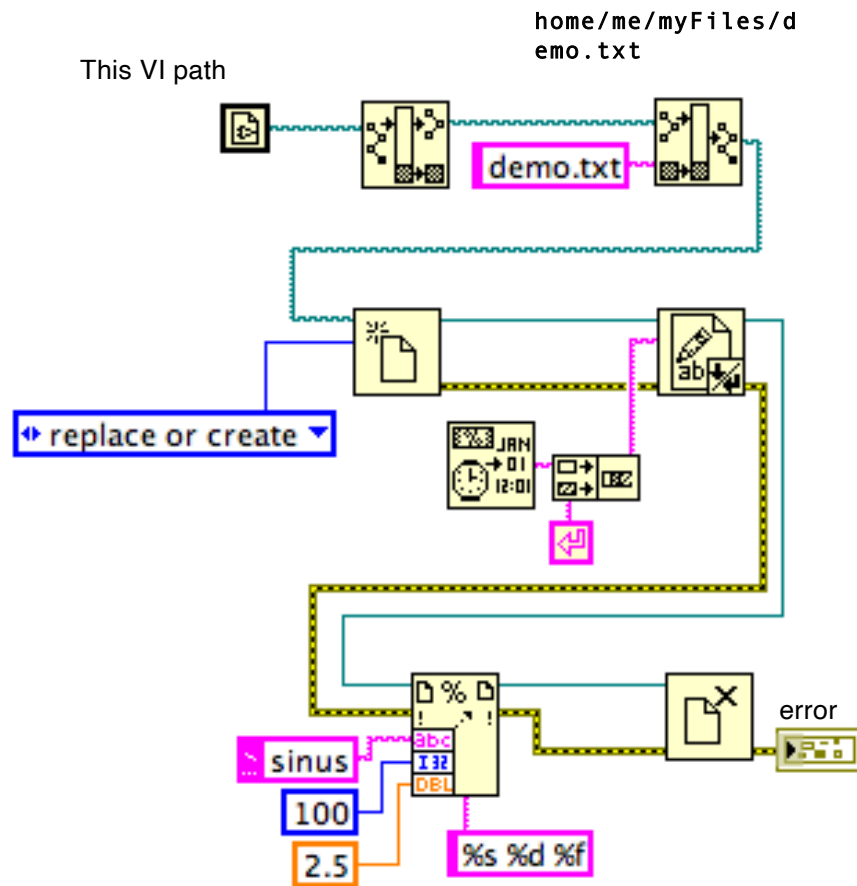 home/me/myFiles/d
emo.txt
This VI path
demo.txt
replace or create
ab
% JAN
01
12:01
%
! !
abc
sinus
I32
100
DBL
2.5
%s %d %f
error